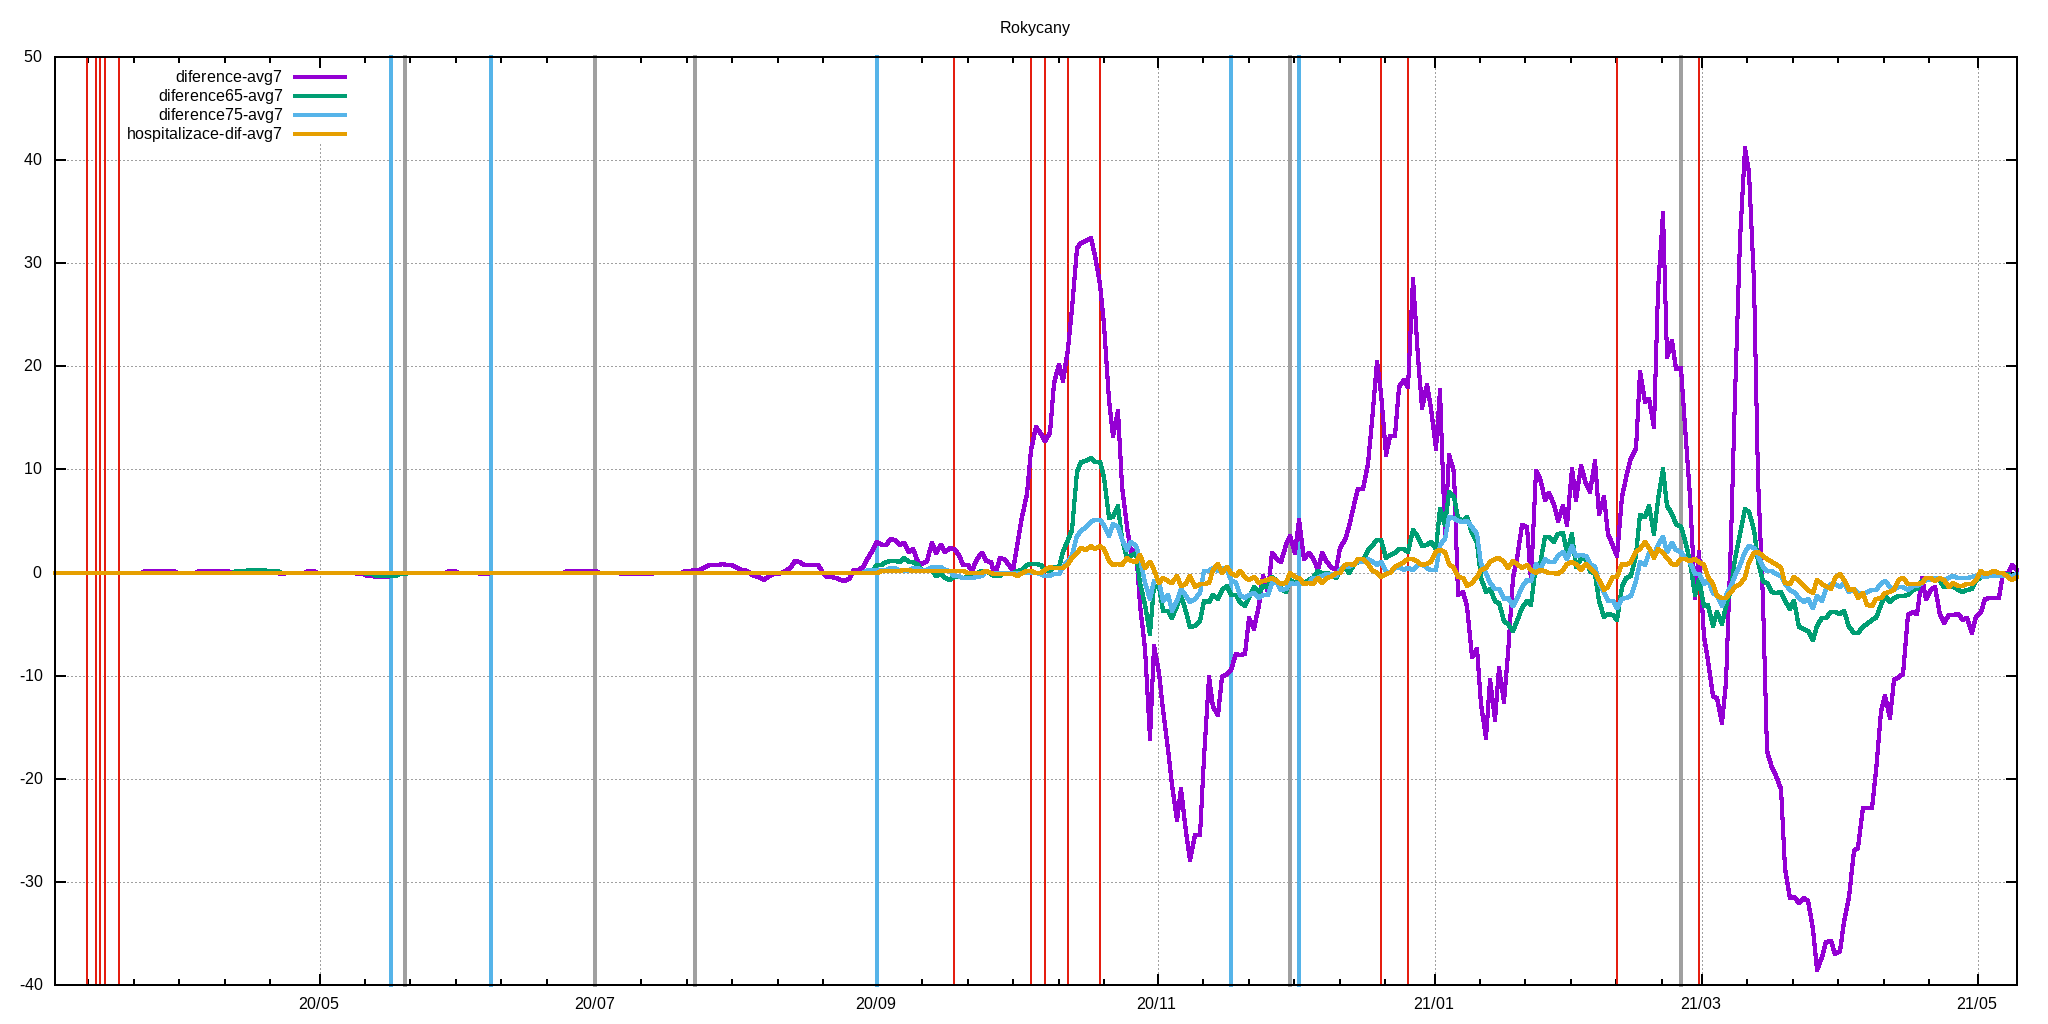 Rokycany
diference-avg7
diference65-avg7
diference75-avg7
hospitalizace-dif-avg7
50
40
30
20
10
0
-10
-20
-30
-40
20/05 20/07 20/09 20/11 21/01 21/03 21/05